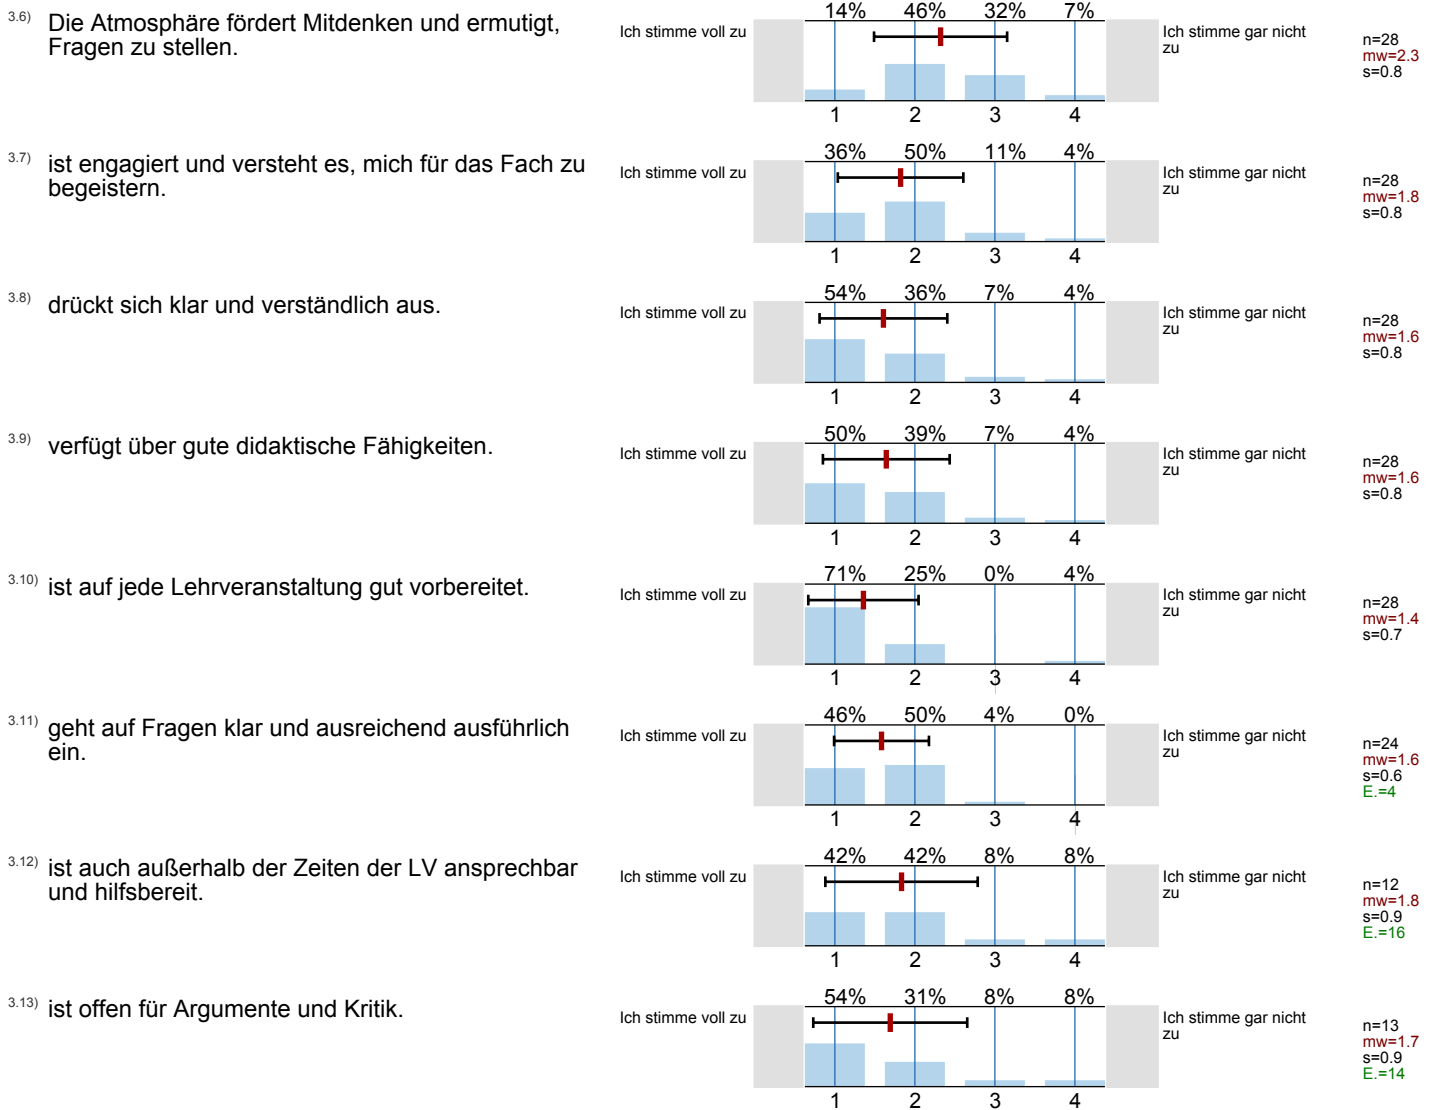 3.6) Die Atmosphäre fördert Mitdenken und ermutigt,
Fragen zu stellen.
Ich stimme voll zu
14% 46% 32% 7%
1 2 3 4
Ich stimme gar nicht
zu
n=28
mw=2.3
s=0.8
3.7) ist engagiert und versteht es, mich für das Fach zu
begeistern.
Ich stimme voll zu
36% 50% 11% 4%
1 2 3 4
Ich stimme gar nicht
zu
n=28
mw=1.8
s=0.8
3.8) drückt sich klar und verständlich aus.
Ich stimme voll zu
54% 36% 7% 4%
1 2 3 4
Ich stimme gar nicht
zu
n=28
mw=1.6
s=0.8
3.9) verfügt über gute didaktische Fähigkeiten.
Ich stimme voll zu
50% 39% 7% 4%
1 2 3 4
Ich stimme gar nicht
zu
n=28
mw=1.6
s=0.8
3.10) ist auf jede Lehrveranstaltung gut vorbereitet.
Ich stimme voll zu
71% 25% 0% 4%
1 2 3 4
Ich stimme gar nicht
zu
n=28
mw=1.4
s=0.7
3.11) geht auf Fragen klar und ausreichend ausführlich
ein.
Ich stimme voll zu
46% 50% 4% 0%
1 2 3 4
Ich stimme gar nicht
zu
n=24
mw=1.6
s=0.6
E.=4
3.12) ist auch außerhalb der Zeiten der LV ansprechbar
und hilfsbereit.
Ich stimme voll zu
42% 42% 8% 8%
1 2 3 4
Ich stimme gar nicht
zu
n=12
mw=1.8
s=0.9
E.=16
3.13) ist offen für Argumente und Kritik.
Ich stimme voll zu
54% 31% 8% 8%
1 2 3 4
Ich stimme gar nicht
zu
n=13
mw=1.7
s=0.9
E.=14